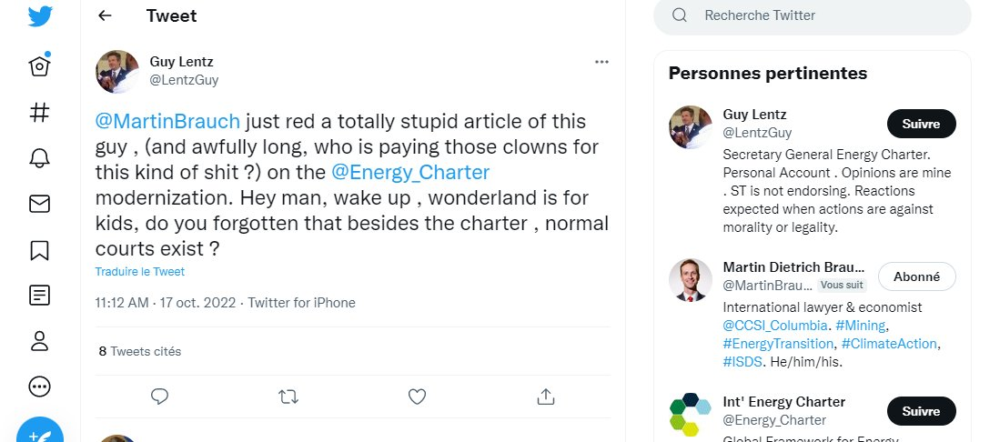 Tweet
Guy Lentz
@LentzGuy
@MartinBrauch just red a totally stupid article of this
guy , (and awfully long, who is paying those clowns for
this kind of shit ?) on the @Energy_Charter
modernization. Hey man, wake up , wonderland is for
kids, do you forgotten that besides the charter , normal
courts exist ?
Traduire le Tweet
11:12 AM · 17 oct. 2022 · Twitter for iPhone
8 Tweets cités
Recherche Twitter
Personnes pertinentes
Guy Lentz
@LentzGuy
Suivre
Secretary General Energy Charter.
Personal Account . Opinions are mine
. ST is not endorsing. Reactions
expected when actions are against
morality or legality.
Martin Dietrich Brau...
@MartinBrau... Vous suit
Abonné
International lawyer & economist
@CCSI_Columbia. #Mining,
#EnergyTransition, #ClimateAction,
#ISDS. He/him/his.
Int' Energy Charter
@Energy_Charter
Suivre
Global Framework for Energy